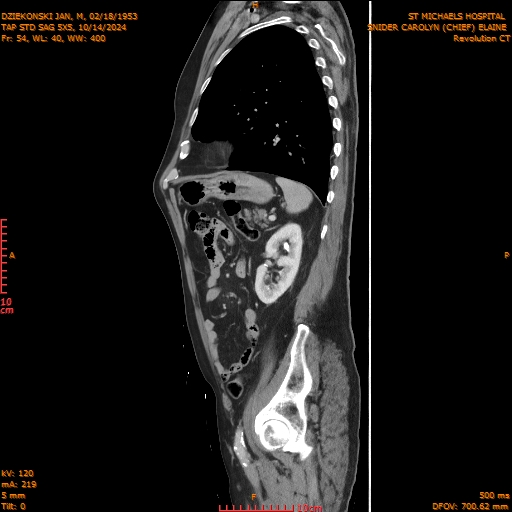 DZIEKONSKI JAN, M, 02/18/1953
TAP STD SAG 5X5, 10/14/2024
Fr: 54, WL: 40, WW: 400
ST MICHAELS HOSPITAL
SNIDER CAROLYN (CHIEF) ELAINE
Revolution CT
H
A
P
10
cm
kV: 120
mA: 219
5 mm
Tilt: 0
F
10cm
500 ms
DFOV: 700.62 mm